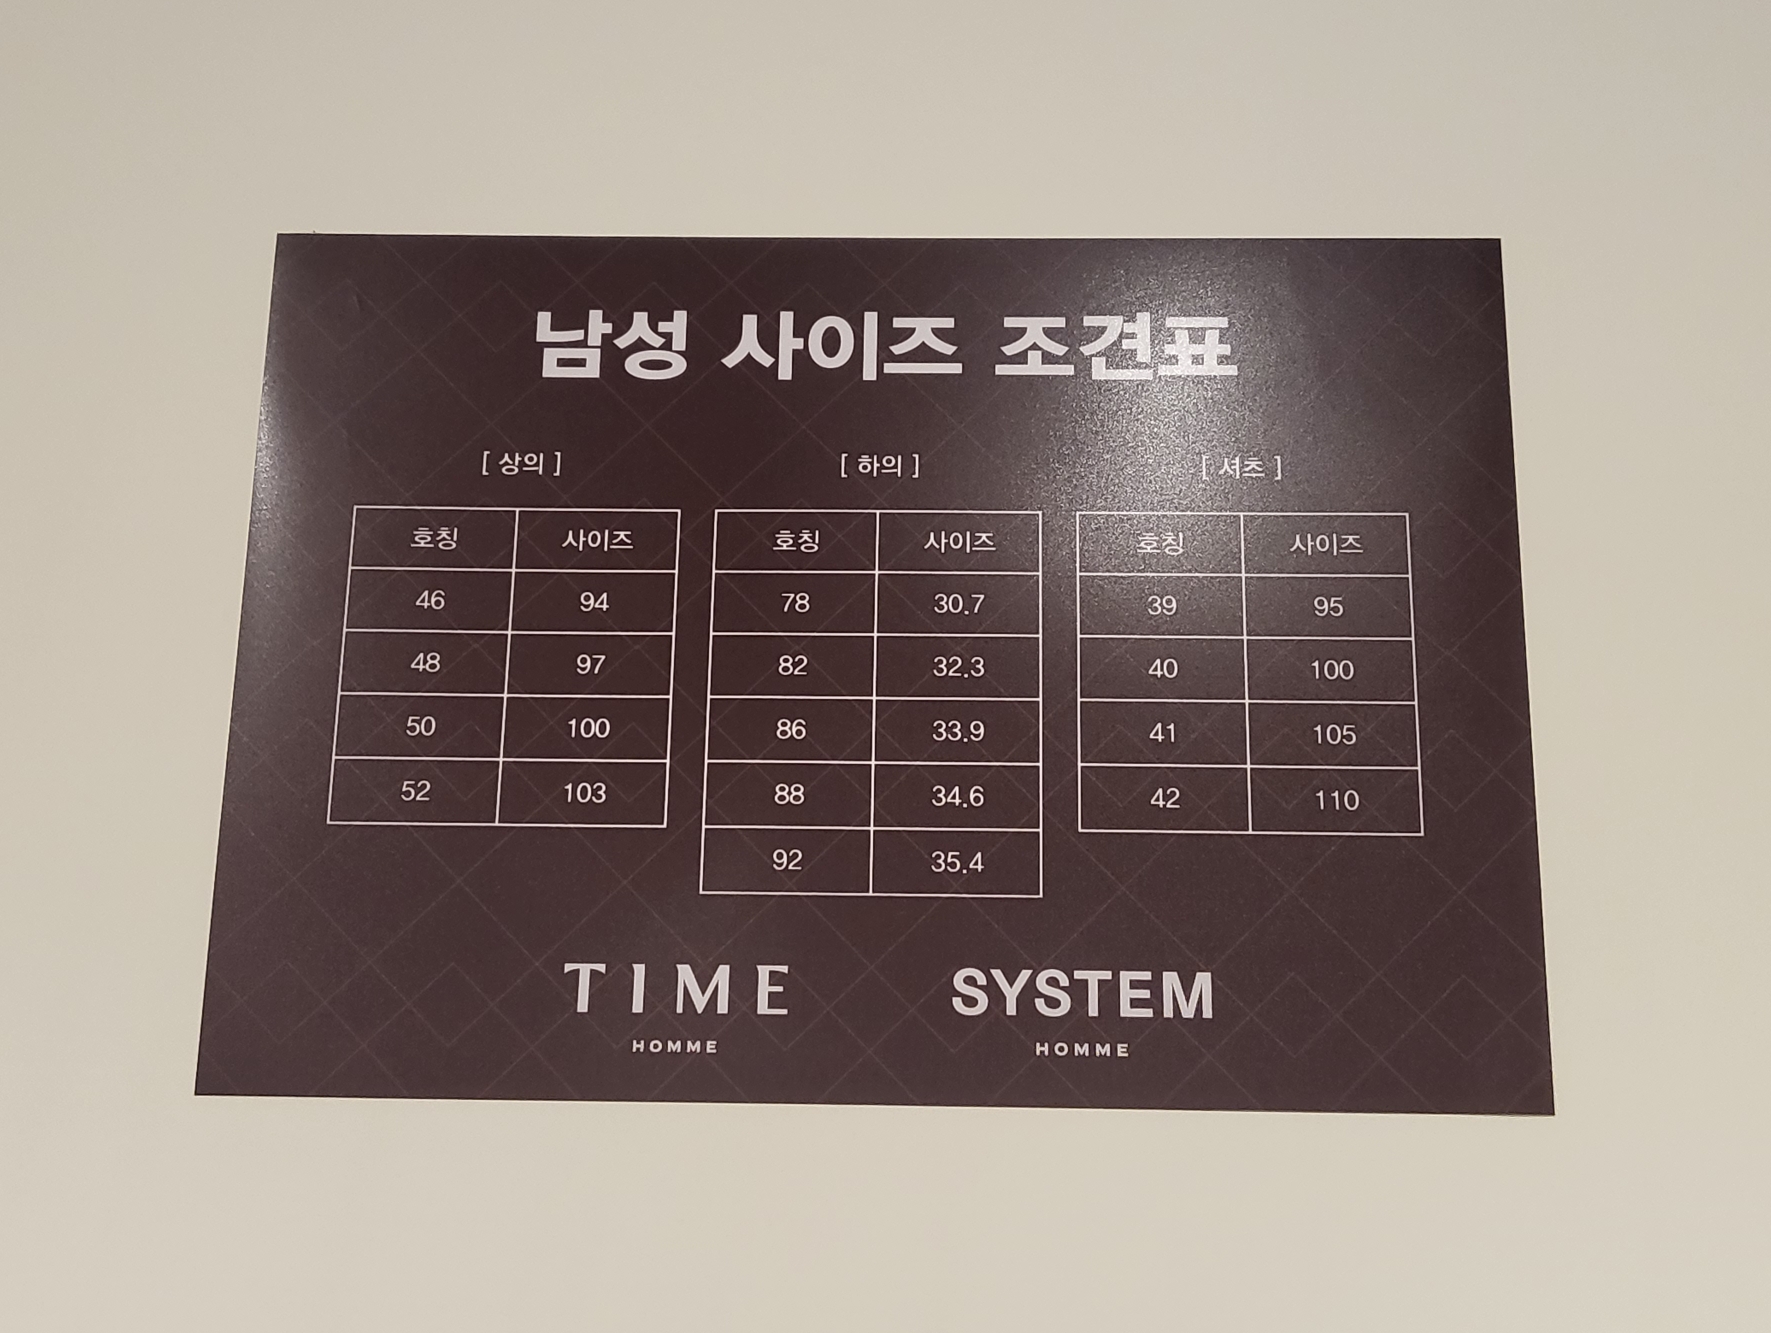 남성 사이즈 조견표
[ 상의 ] [ 하의 ] [ 셔츠 ]
호칭 사이즈 호칭 사이즈 호칭 사이즈
46 94 78 30.7 39 95
48 97 82 32.3 40 100
50 100 86 33.9 41 105
52 103 88 34.6 42 110
92 35.4
TIME SYSTEM
HOMME HOMME